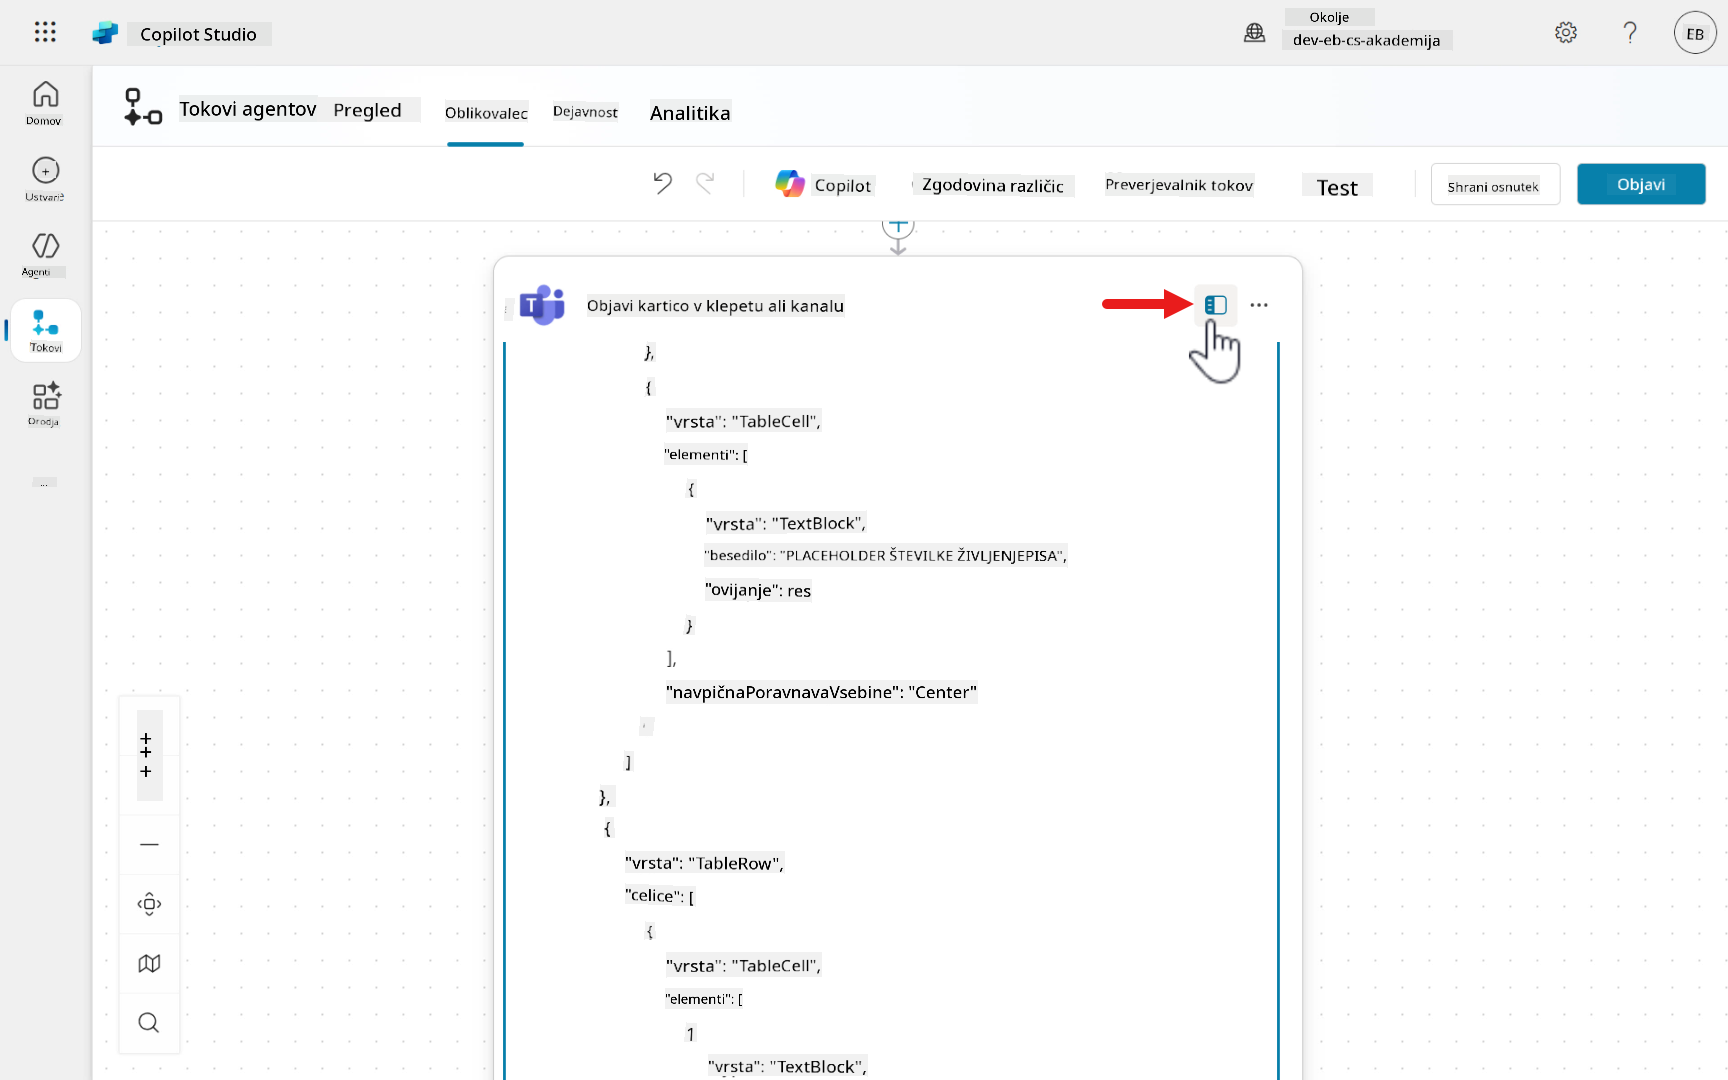 Copilot Studio
Okolje
dev-eb-cs-akademija
EB
Domov
Ustvari
Agenti
Tokovi
Orodja
...
Tokovi agentov
Pregled
Oblikovalec
Dejavnost
Analitika
Copilot
Zgodovina različic
Preverjevalnik tokov
Test
Shrani osnutek
Objavi
Objavi kartico v klepetu ali kanalu
},
{
"vrsta": "TableCell",
"elementi": [
{
"vrsta": "TextBlock",
"besedilo": "PLACEHOLDER ŠTEVILKE ŽIVLJENJEPISA",
"ovijanje": res
}
],
"navpičnaPoravnavaVsebine": "Center"
]
},
{
"vrsta": "TableRow",
"celice": [
{
"vrsta": "TableCell",
"elementi": [
1
"vrsta": "TextBlock",